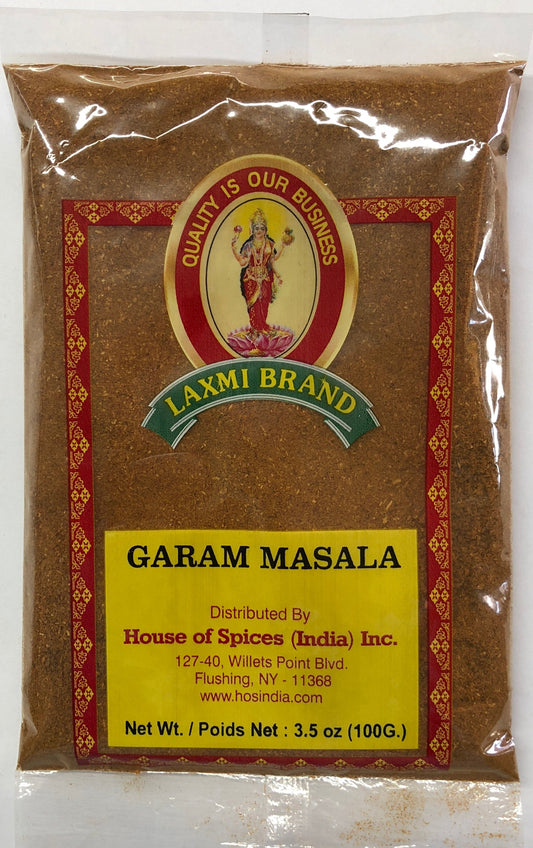 QUALITY IS OUR BUSINESS
LAXMI BRAND
GARAM MASALA
Distributed By
House of Spices (India) Inc.
127-40, Willets Point Blvd.
Flushing, NY - 11368
www.hosindia.com
Net Wt. / Poids Net : 3.5 oz (100G.)